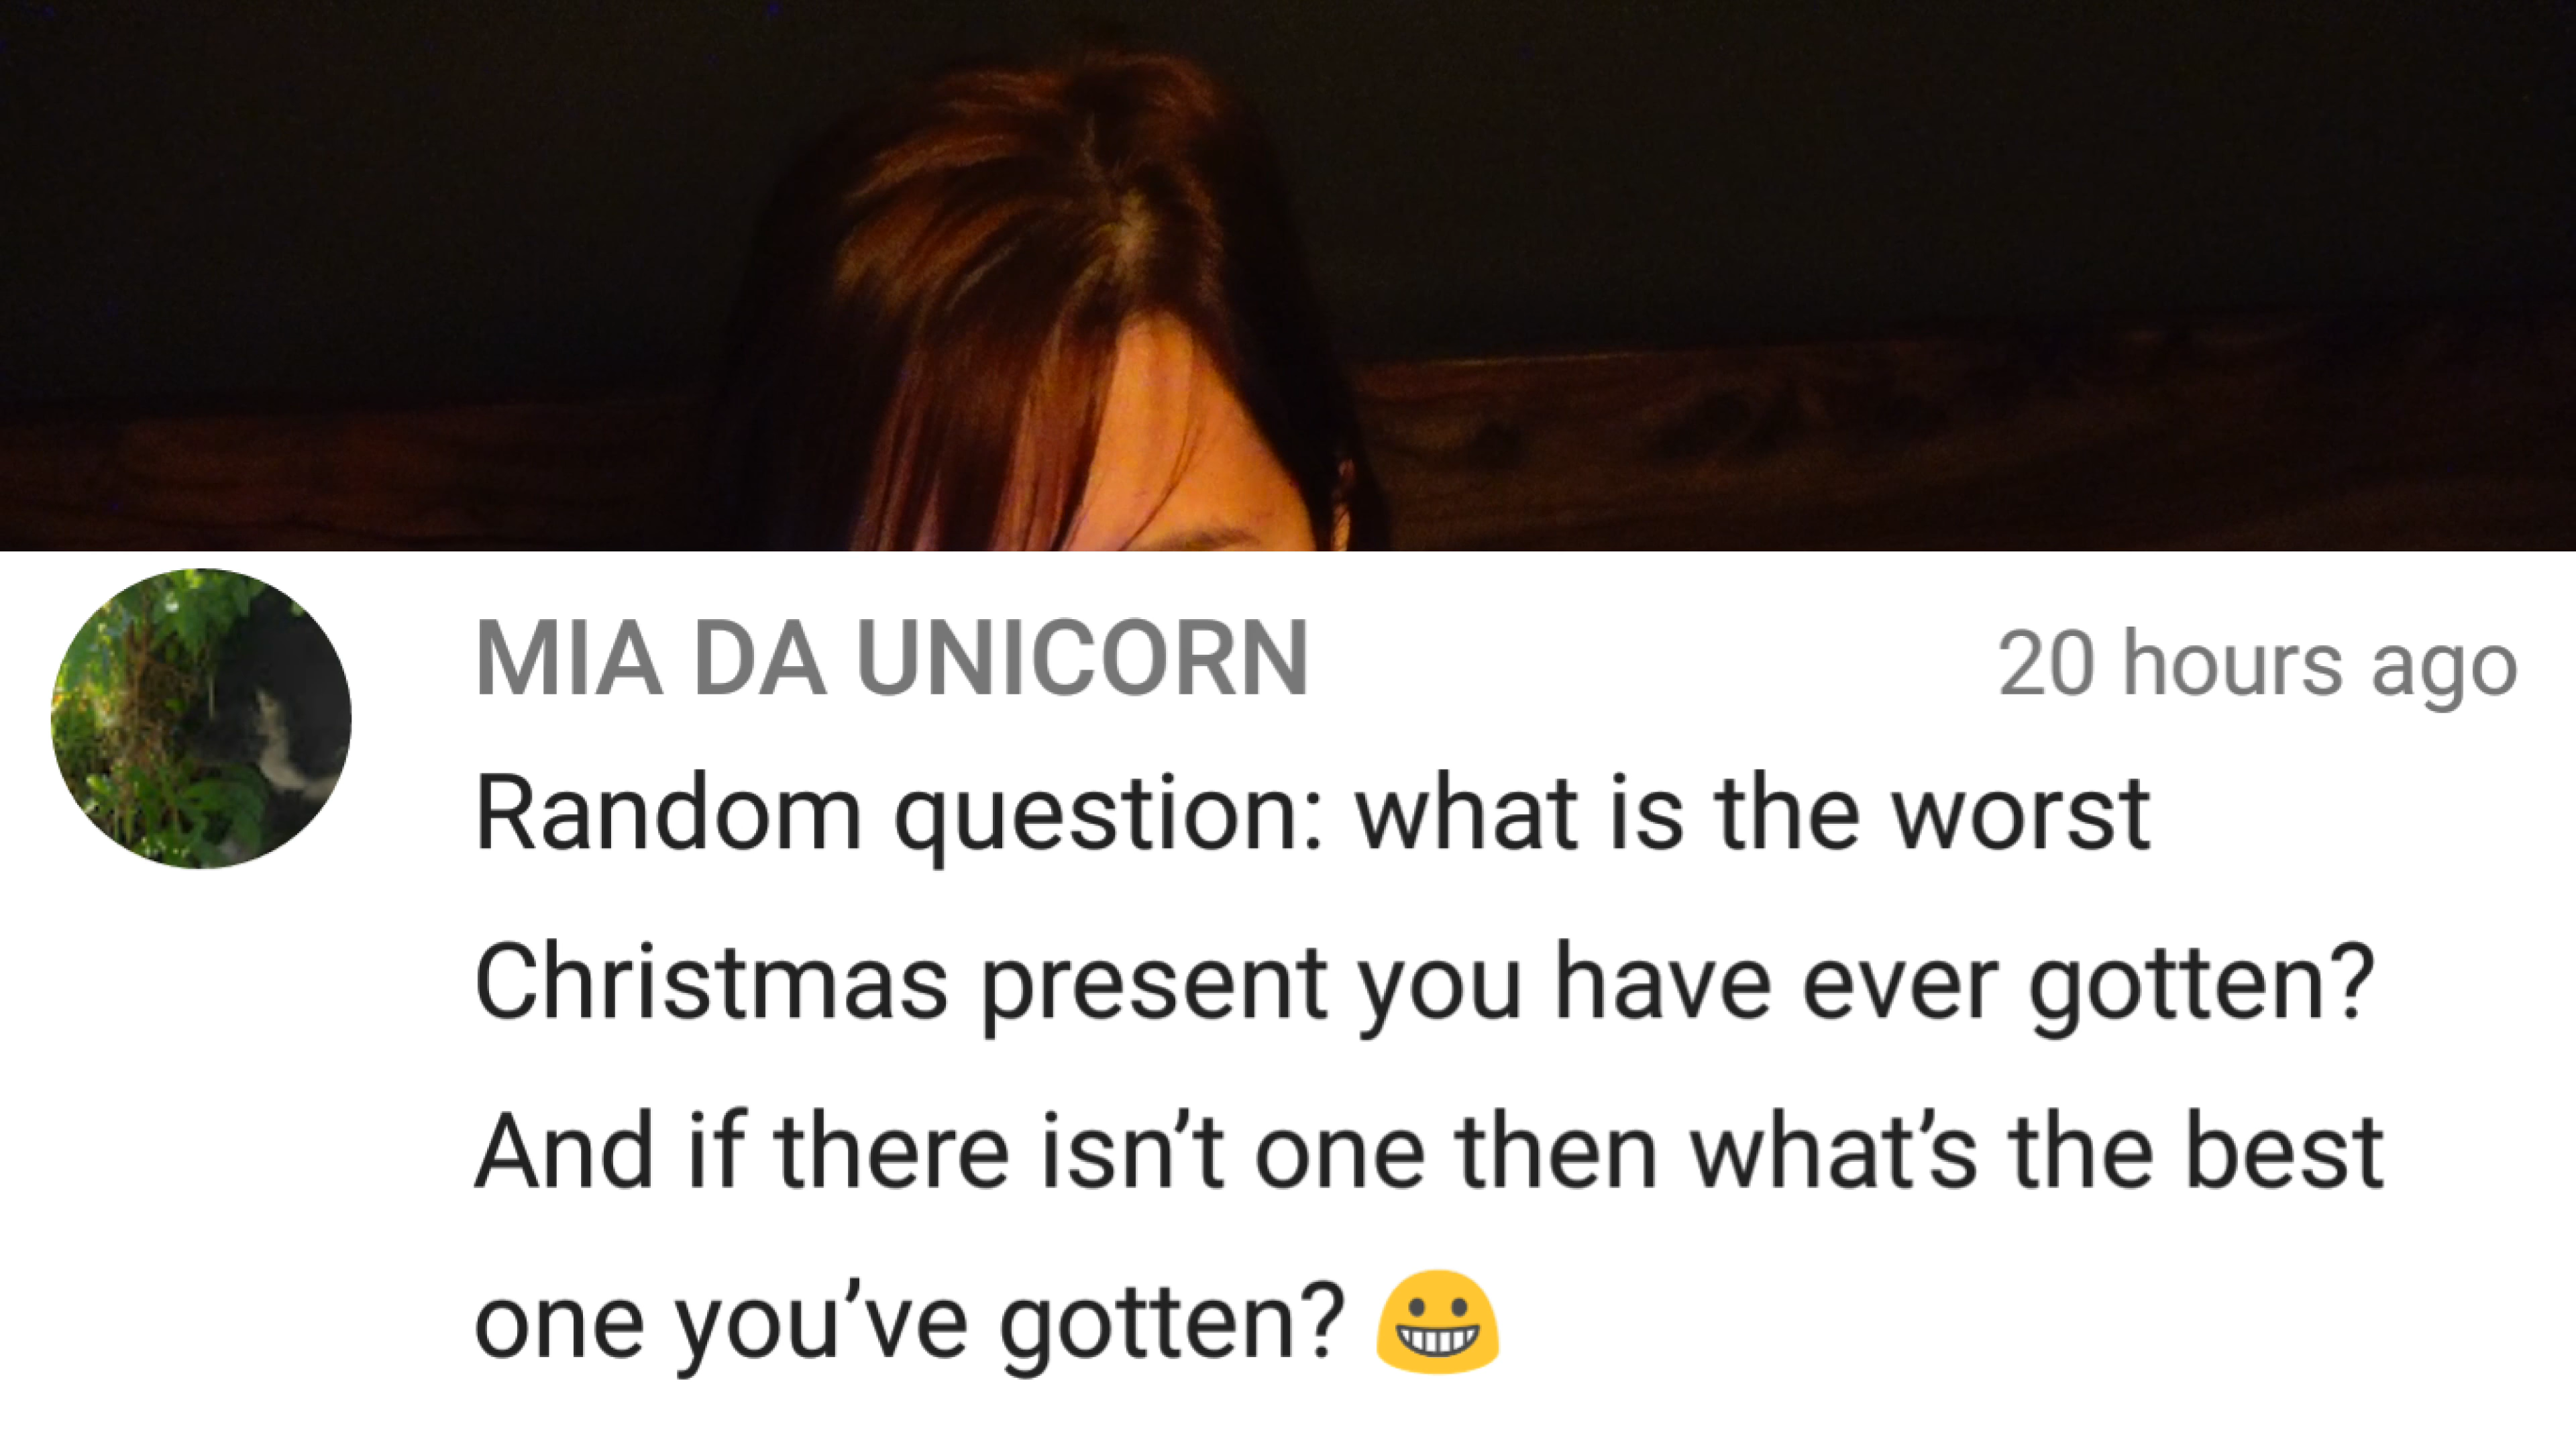 MIA DA UNICORN 20 hours ago
Random question: what is the worst
Christmas present you have ever gotten?
And if there isn’t one then what’s the best
one you’ve gotten? 😀